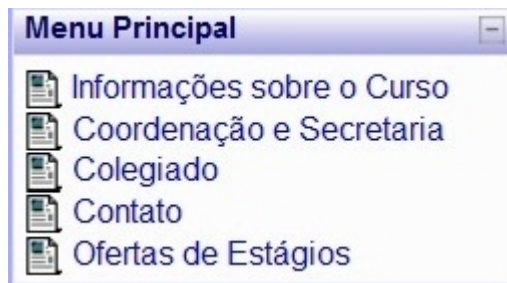 Menu Principal
Informações sobre o Curso
Coordenação e Secretaria
Colegiado
Contato
Ofertas de Estágios